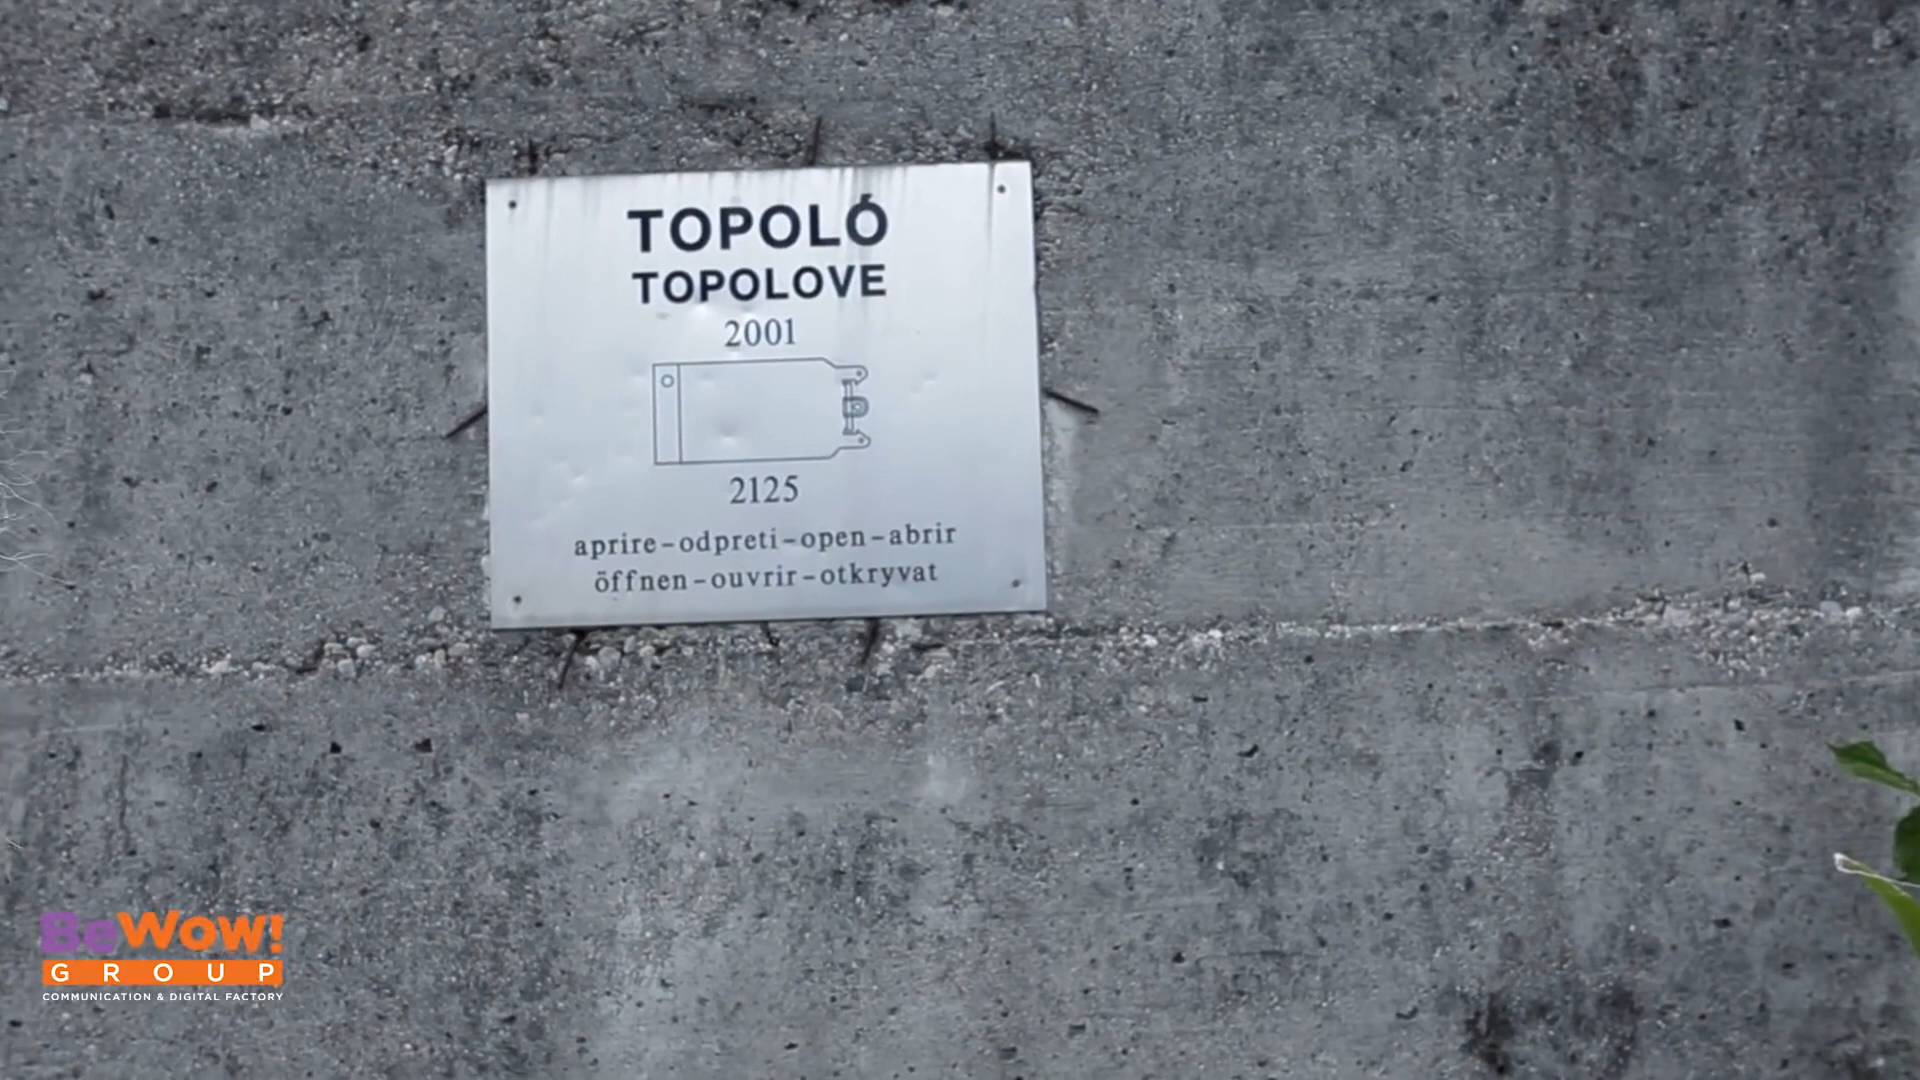 TOPOLÓ
TOPOLOVE
2001
2125
aprire–odpreti–open–abrir
öffnen–ouvrir–otkryvat
BeWow!
GROUP
COMMUNICATION & DIGITAL FACTORY